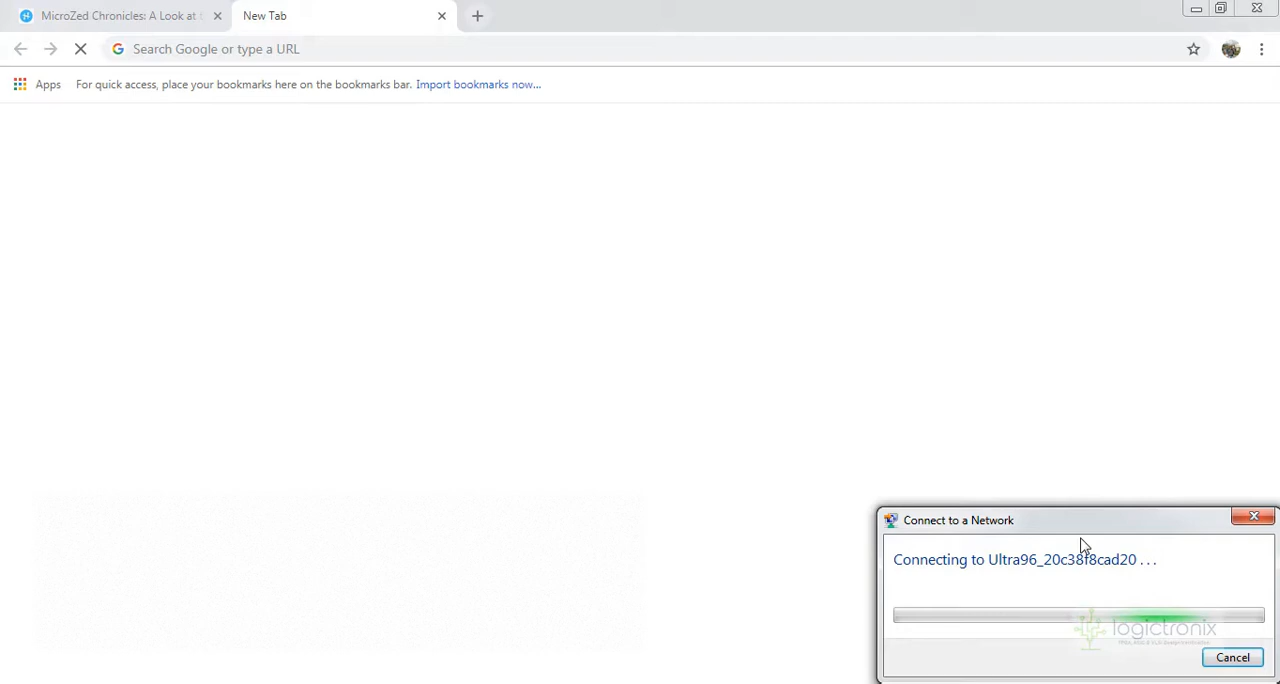 MicroZed Chronicles: A Look at
New Tab
Search Google or type a URL
Apps
For quick access, place your bookmarks here on the bookmarks bar. Import bookmarks now...
Connect to a Network
Connecting to Ultra96_20c38f8cad20 . . .
logictronix
Cancel